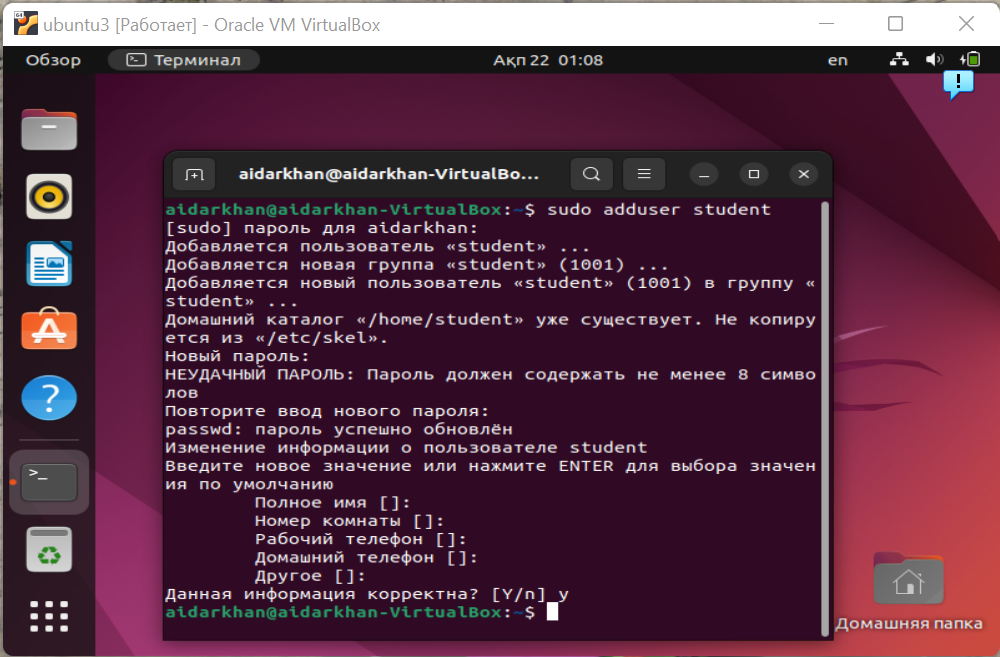 ubuntu3 [Работает] - Oracle VM VirtualBox
Обзор
Терминал
Ақп 22 01:08
en
aidarkhan@aidarkhan-VirtualBo...
aidarkhan@aidarkhan-VirtualBox:~$ sudo adduser student
[sudo] пароль для aidarkhan:
Добавляется пользователь «student» ...
Добавляется новая группа «student» (1001) ...
Добавляется новый пользователь «student» (1001) в группу «
student» ...
Домашний каталог «/home/student» уже существует. Не копиру
ется из «/etc/skel».
Новый пароль:
НЕУДАЧНЫЙ ПАРОЛЬ: Пароль должен содержать не менее 8 симво
лов
Повторите ввод нового пароля:
passwd: пароль успешно обновлён
Изменение информации о пользователе student
Введите новое значение или нажмите ENTER для выбора значен
ия по умолчанию
Полное имя []:
Номер комнаты []:
Рабочий телефон []:
Домашний телефон []:
Другое []:
Данная информация корректна? [Y/n] y
aidarkhan@aidarkhan-VirtualBox:~$
Домашняя папка